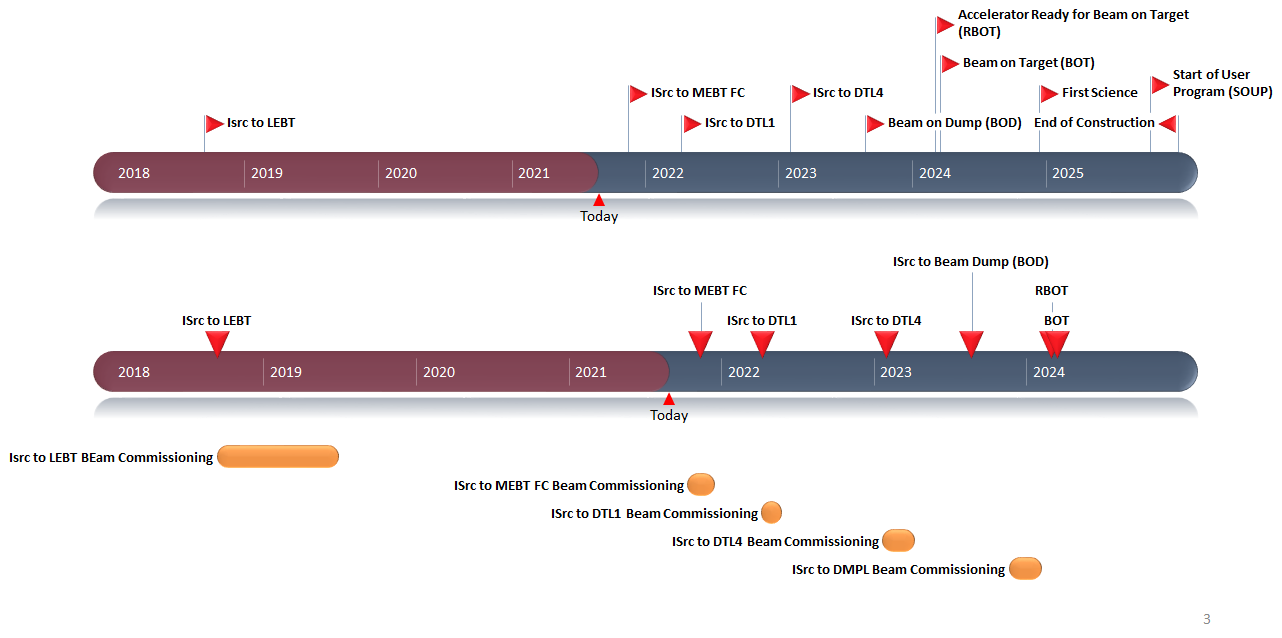 Accelerator Ready for Beam on Target
(RBOT)
Beam on Target (BOT)
Start of User
Program (SOUP)
ISrc to MEBT FC
ISrc to DTL4
First Science
Isrc to LEBT
ISrc to DTL1
Beam on Dump (BOD)
End of Construction
2018
2019
2020
2021
2022
2023
2024
2025
Today
ISrc to Beam Dump (BOD)
ISrc to MEBT FC
RBOT
ISrc to LEBT
ISrc to DTL1
ISrc to DTL4
BOT
2018
2019
2020
2021
2022
2023
2024
Today
Isrc to LEBT BEam Commissioning
ISrc to MEBT FC Beam Commissioning
ISrc to DTL1 Beam Commissioning
ISrc to DTL4 Beam Commissioning
ISrc to DMPL Beam Commissioning
3